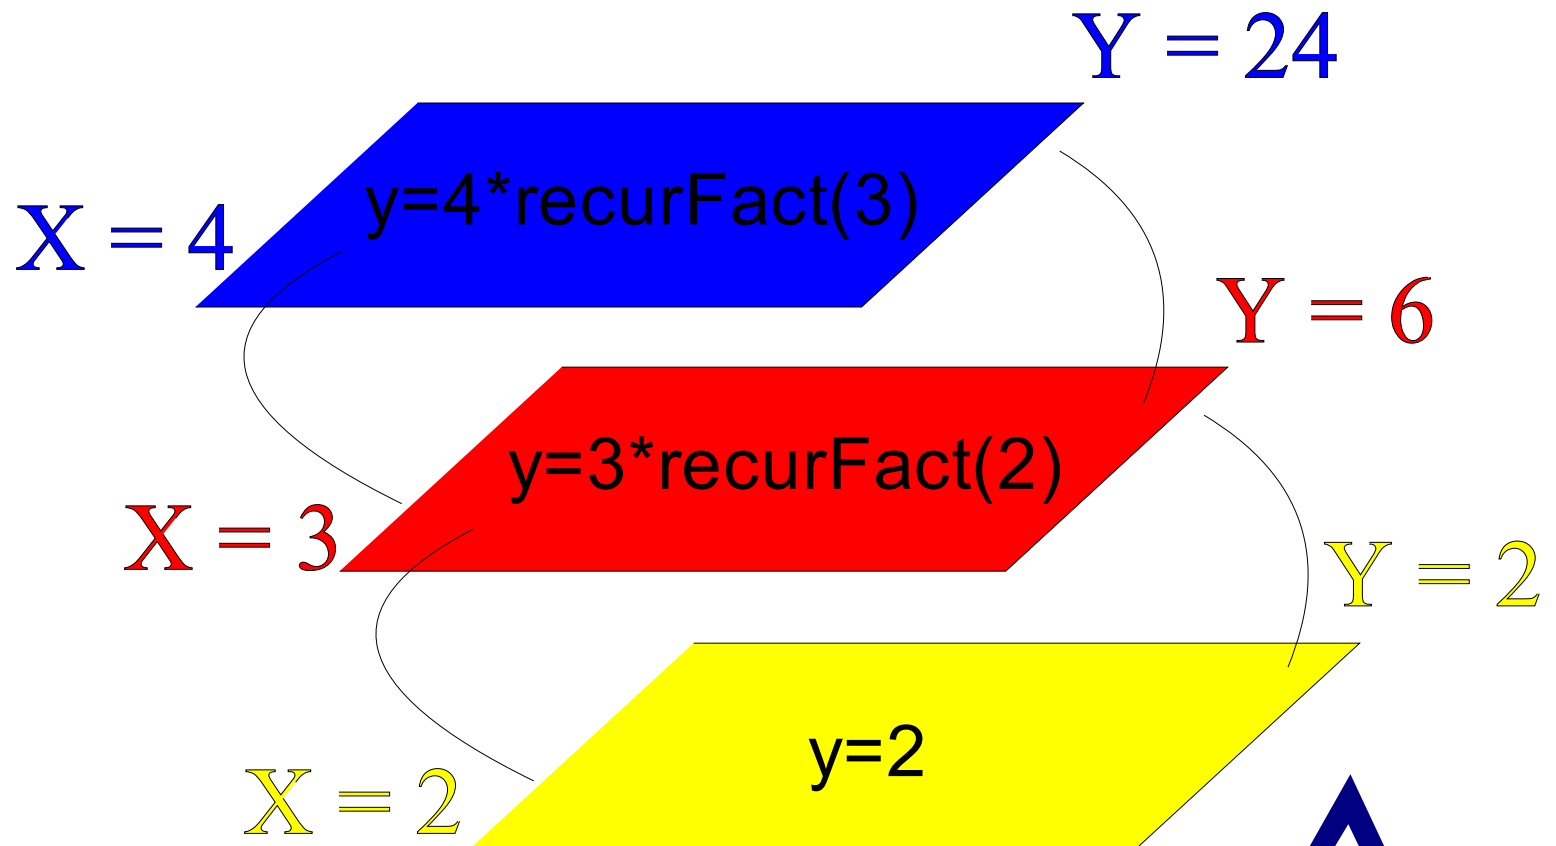 Y = 24
y=4*recurFact(3)
X = 4
Y = 6
y=3*recurFact(2)
X = 3
Y = 2
y=2
X = 2